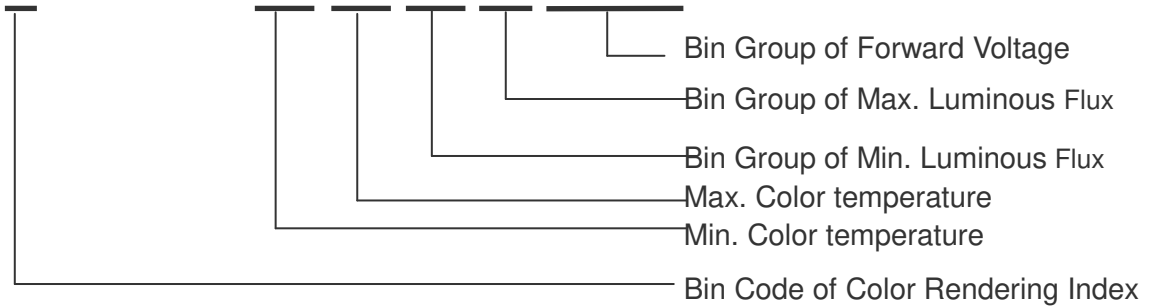 Bin Group of Forward Voltage
Bin Group of Max. Luminous Flux
Bin Group of Min. Luminous Flux
Max. Color temperature
Min. Color temperature
Bin Code of Color Rendering Index